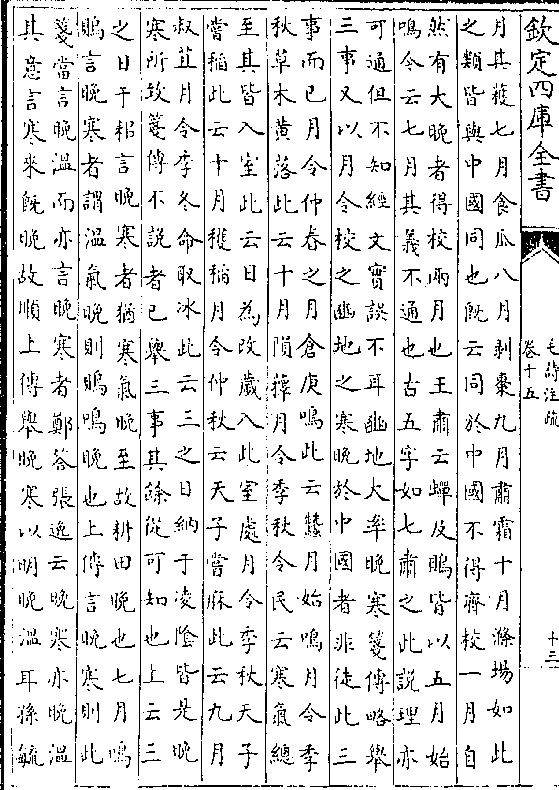 欽定四庫全書
毛詩注疏
卷十五
十三
月其穫七月食瓜八月剥棗九月肅霜十月滌場如此
之類皆與中國同也旣云同於中國不得齊校一月自
然有大晚者得校兩月也王肅云蟬及鵙皆以五月始
鳴今云七月其義不通也古五字如七肅之此說理亦
可通但不知經文實誤不耳豳地大率晚寒箋傳略舉
三事又以月令校之豳地之寒晚於中國者非徒此三
事而已月令仲春之月倉庚鳴此云蠶月始鳴月令季
秋草木黄落此云十月隕蘀月令季秋令民云寒氣總
至其皆入室此云曰為改歲入此室處月令季秋天子
嘗稻此云十月穫稻月令仲秋云天子嘗麻此云九月
叔苴月令季冬命取冰此云三之日納于凌隂皆是晚
寒所致箋傳不說者已舉三事其餘從可知也上云三
之日于耜言晚寒者猶寒氣晚至故耕田晚也七月鳴
鵙言晚寒者謂溫氣晚則鵙鳴晚也上傳言晚寒則此
箋當言晚溫而亦言晚寒者鄭荅張逸云晚寒亦晚溫
其意言寒來旣晚故順上傳舉晚寒以明晚溫耳孫毓